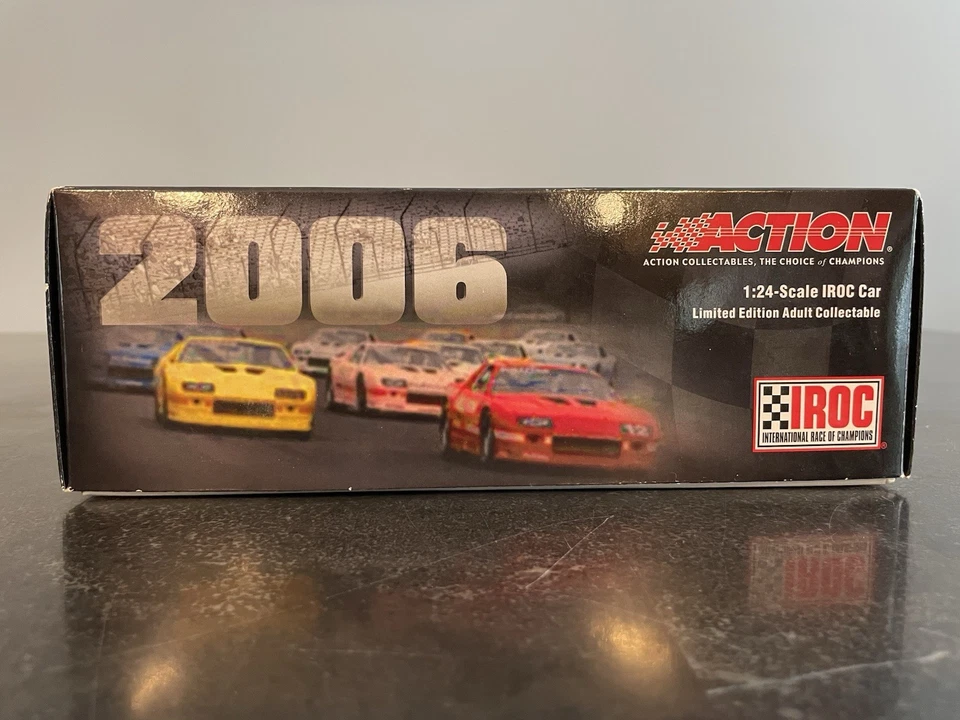 2006
ACTION®
ACTION COLLECTABLES, THE CHOICE of CHAMPIONS
1:24-Scale IROC Car
Limited Edition Adult Collectable
IROC
INTERNATIONAL RACE OF CHAMPIONS®